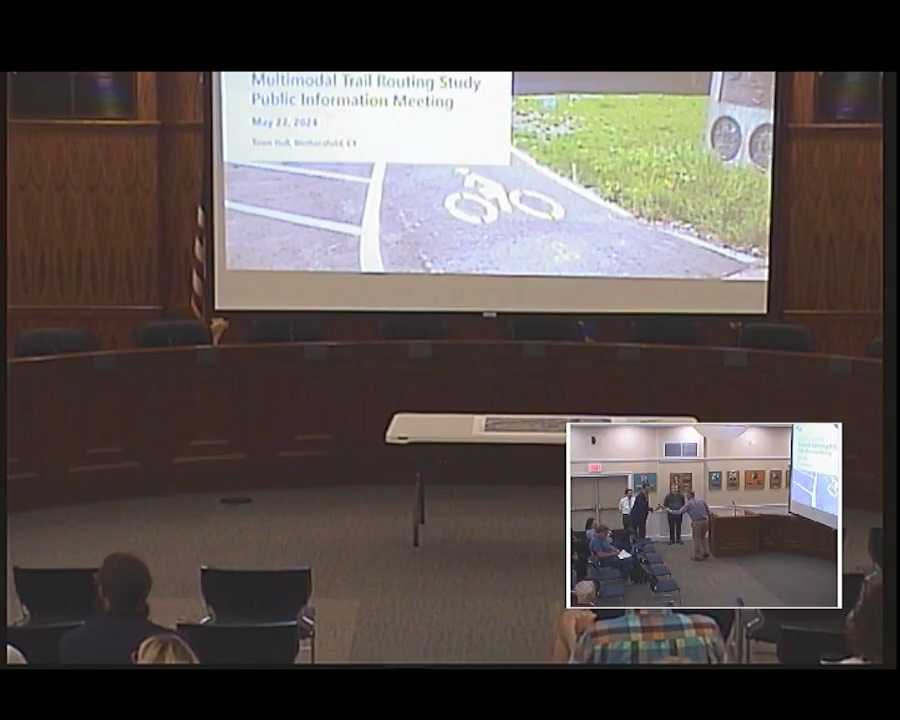 Multimodal Trail Routing Study
Public Information Meeting
May 22, 2024
Town Hall, Wethersfield, CT